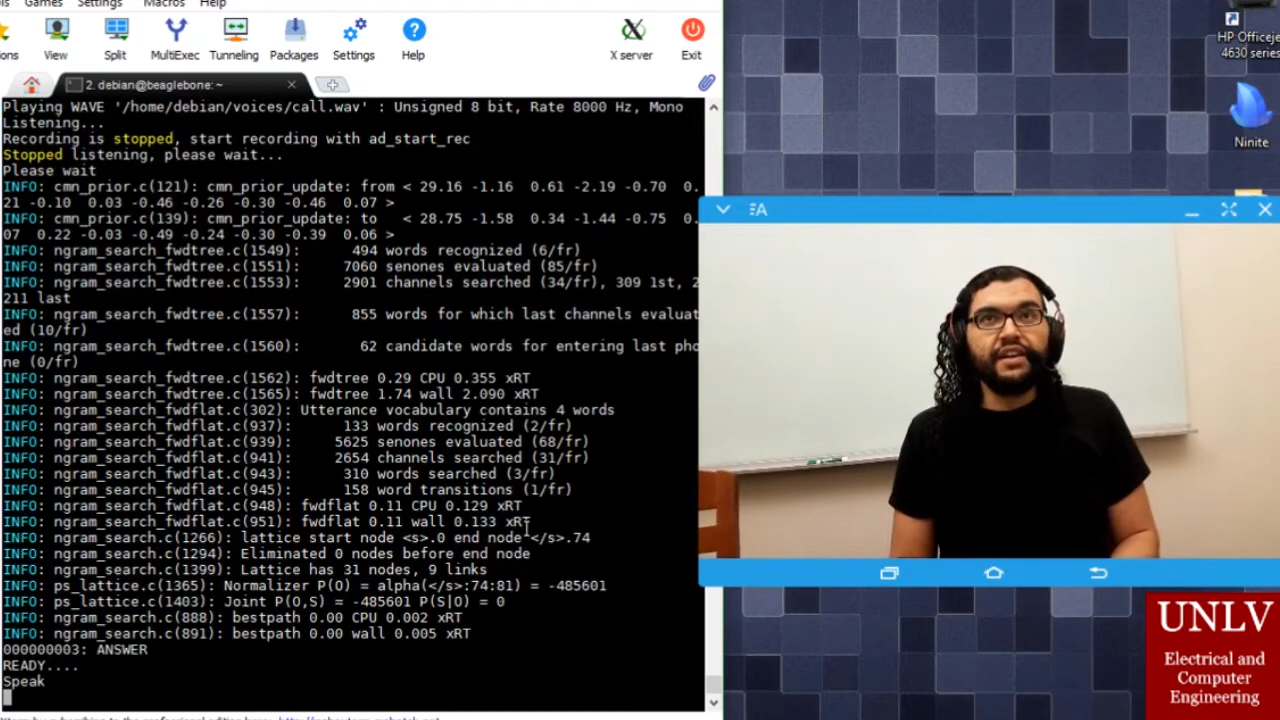 Games Settings Macros Help
View Split MultiExec Tunneling Packages Settings Help X server Exit
2. debian@beaglebone: ~
Playing WAVE '/home/debian/voices/call.wav' : Unsigned 8 bit, Rate 8000 Hz, Mono
Listening...
Recording is stopped, start recording with ad_start_rec
Stopped listening, please wait...
Please wait
INFO: cmn_prior.c(121): cmn_prior_update: from < 29.16 -1.16 0.61 -2.19 -0.70 0.
21 -0.10 0.03 -0.46 -0.26 -0.30 -0.46 0.07 >
INFO: cmn_prior.c(139): cmn_prior_update: to < 28.75 -1.58 0.34 -1.44 -0.75 0.
07 0.22 -0.03 -0.49 -0.24 -0.30 -0.39 0.06 >
INFO: ngram_search_fwdtree.c(1549): 494 words recognized (6/fr)
INFO: ngram_search_fwdtree.c(1551): 7060 senones evaluated (85/fr)
INFO: ngram_search_fwdtree.c(1553): 2901 channels searched (34/fr), 309 1st, 2
211 last
INFO: ngram_search_fwdtree.c(1557): 855 words for which last channels evaluat
ed (10/fr)
INFO: ngram_search_fwdtree.c(1560): 62 candidate words for entering last pho
ne (0/fr)
INFO: ngram_search_fwdtree.c(1562): fwdtree 0.29 CPU 0.355 xRT
INFO: ngram_search_fwdtree.c(1565): fwdtree 1.74 wall 2.090 xRT
INFO: ngram_search_fwdflat.c(302): Utterance vocabulary contains 4 words
INFO: ngram_search_fwdflat.c(937): 133 words recognized (2/fr)
INFO: ngram_search_fwdflat.c(939): 5625 senones evaluated (68/fr)
INFO: ngram_search_fwdflat.c(941): 2654 channels searched (31/fr)
INFO: ngram_search_fwdflat.c(943): 310 words searched (3/fr)
INFO: ngram_search_fwdflat.c(945): 158 word transitions (1/fr)
INFO: ngram_search_fwdflat.c(948): fwdflat 0.11 CPU 0.129 xRT
INFO: ngram_search_fwdflat.c(951): fwdflat 0.11 wall 0.133 xRT
INFO: ngram_search.c(1266): lattice start node <s>.0 end node </s>.74
INFO: ngram_search.c(1294): Eliminated 0 nodes before end node
INFO: ngram_search.c(1399): Lattice has 31 nodes, 9 links
INFO: ps_lattice.c(1365): Normalizer P(O) = alpha(</s>:74:81) = -485601
INFO: ps_lattice.c(1403): Joint P(O,S) = -485601 P(S|O) = 0
INFO: ngram_search.c(888): bestpath 0.00 CPU 0.002 xRT
INFO: ngram_search.c(891): bestpath 0.00 wall 0.005 xRT
000000003: ANSWER
READY....
Speak
HP Officeje
4630 series
Ninite
A
UNLV
Electrical and
Computer
Engineering